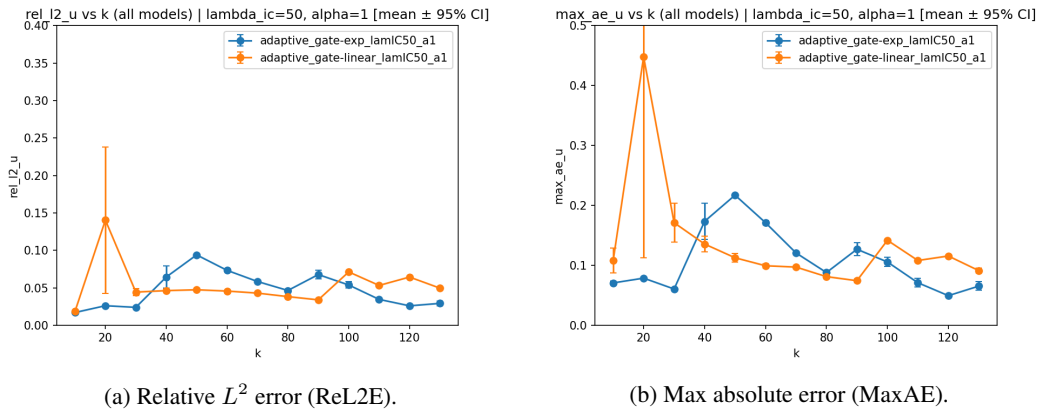 rel_l2_u vs k (all models) | lambda_ic=50, alpha=1 [mean ± 95% CI]
adaptive_gate-exp_lamIC50_a1
adaptive_gate-linear_lamIC50_a1
rel_l2_u
0.40
0.35
0.30
0.25
0.20
0.15
0.10
0.05
0.00
20
40
60
80
100
120
k
(a) Relative L² error (ReL2E).
max_ae_u vs k (all models) | lambda_ic=50, alpha=1 [mean ± 95% CI]
adaptive_gate-exp_lamIC50_a1
adaptive_gate-linear_lamIC50_a1
max_ae_u
0.5
0.4
0.3
0.2
0.1
0.0
20
40
60
80
100
120
k
(b) Max absolute error (MaxAE).